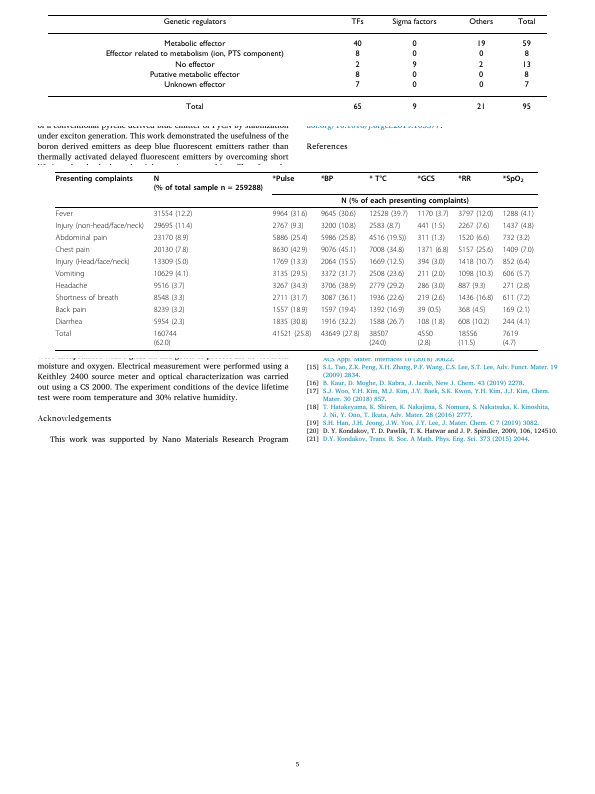 Genetic regulators TFs Sigma factors Others Total
Metabolic effector 40 0 19 59
Effector related to metabolism (ion, PTS component) 8 0 0 8
No effector 2 9 2 13
Putative metabolic effector 8 0 0 8
Unknown effector 7 0 0 7
Total 65 9 21 95
under exciton generation. This work demonstrated the usefulness of the
boron derived emitters as deep blue fluorescent emitters rather than
thermally activated delayed fluorescent emitters by overcoming short
References
Presenting complaints N *Pulse *BP * T°C *GCS *RR *SpO2
(% of total sample n = 259288)
N (% of each presenting complaints)
Fever 31554 (12.2) 9964 (31.6) 9645 (30.6) 12528 (39.7) 1170 (3.7) 3797 (12.0) 1288 (4.1)
Injury (non-head/face/neck) 29695 (11.4) 2767 (9.3) 3200 (10.8) 2583 (8.7) 441 (1.5) 2267 (7.6) 1437 (4.8)
Abdominal pain 23170 (8.9) 5886 (25.4) 5986 (25.8) 4516 (19.5)) 311 (1.3) 1520 (6.6) 732 (3.2)
Chest pain 20130 (7.8) 8630 (42.9) 9076 (45.1) 7008 (34.8) 1371 (6.8) 5157 (25.6) 1409 (7.0)
Injury (Head/face/neck) 13309 (5.0) 1769 (13.3) 2064 (15.5) 1669 (12.5) 394 (3.0) 1418 (10.7) 852 (6.4)
Vomiting 10629 (4.1) 3135 (29.5) 3372 (31.7) 2508 (23.6) 211 (2.0) 1098 (10.3) 606 (5.7)
Headache 9516 (3.7) 3267 (34.3) 3706 (38.9) 2779 (29.2) 286 (3.0) 887 (9.3) 271 (2.8)
Shortness of breath 8548 (3.3) 2711 (31.7) 3087 (36.1) 1936 (22.6) 219 (2.6) 1436 (16.8) 611 (7.2)
Back pain 8239 (3.2) 1557 (18.9) 1597 (19.4) 1392 (16.9) 39 (0.5) 368 (4.5) 169 (2.1)
Diarrhea 5954 (2.3) 1835 (30.8) 1916 (32.2) 1588 (26.7) 108 (1.8) 608 (10.2) 244 (4.1)
Total 160744 41521 (25.8) 43649 (27.8) 38507 4550 18556 7619
(62.0) (24.0) (2.8) (11.5) (4.7)
moisture and oxygen. Electrical measurement were performed using a
Keithley 2400 source meter and optical characterization was carried
out using a CS 2000. The experiment conditions of the device lifetime
test were room temperature and 30% relative humidity.
Acknowledgements
This work was supported by Nano Materials Research Program
ACS Appl. Mater. Interfaces 10 (2018) 30022.
[15] S.L. Tao, Z.K. Peng, X.H. Zhang, P.F. Wang, C.S. Lee, S.T. Lee, Adv. Funct. Mater. 19
(2009) 2834.
[16] B. Kaur, D. Moghe, D. Kabra, J. Jacob, New J. Chem. 43 (2019) 2278.
[17] S.J. Woo, Y.H. Kim, M.J. Kim, J.Y. Baek, S.K. Kwon, Y.H. Kim, J.J. Kim, Chem.
Mater. 30 (2018) 857.
[18] T. Hatakeyama, K. Shiren, K. Nakajima, S. Nomura, S. Nakatsuka, K. Kinoshita,
J. Ni, Y. Ono, T. Ikuta, Adv. Mater. 28 (2016) 2777.
[19] S.H. Han, J.H. Jeong, J.W. Yoo, J.Y. Lee, J. Mater. Chem. C 7 (2019) 3082.
[20] D. Y. Kondakov, T. D. Pawlik, T. K. Hatwar and J. P. Spindler, 2009, 106, 124510.
[21] D.Y. Kondakov, Trans. R. Soc. A Math. Phys. Eng. Sci. 373 (2015) 2044.
5